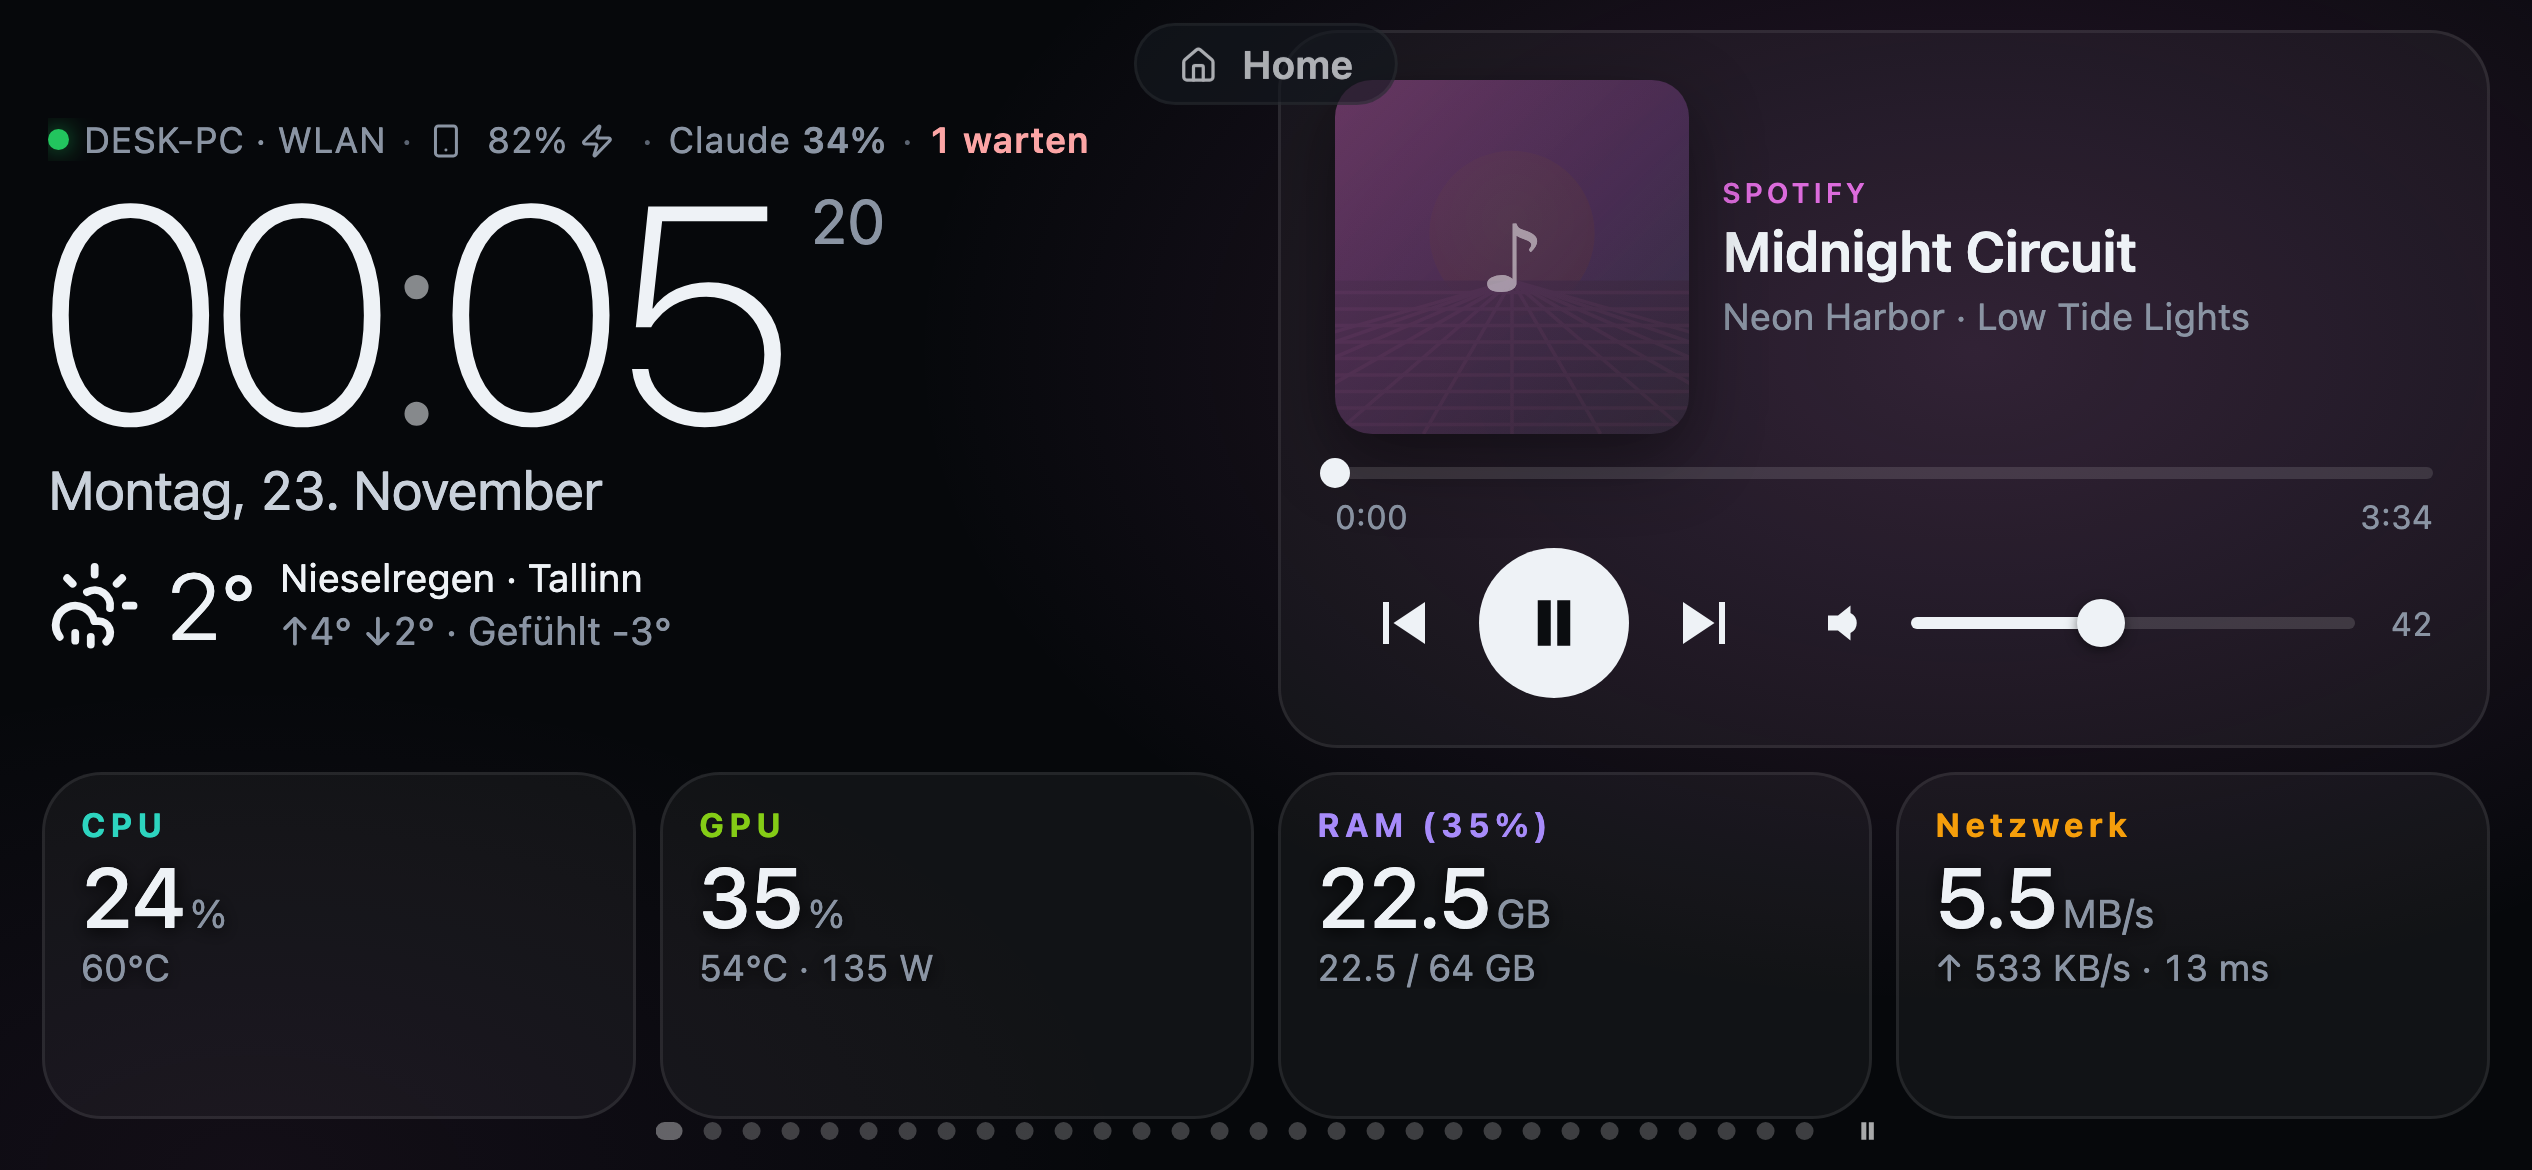 Home
DESK-PC · WLAN · 82% · Claude 34% · 1 warten
00:05 20
Montag, 23. November
2° Nieselregen · Tallinn
↑4° ↓2° · Gefühlt -3°
SPOTIFY
Midnight Circuit
Neon Harbor · Low Tide Lights
0:00 3:34
42
CPU
24%
60°C
GPU
35%
54°C · 135 W
RAM (35%)
22.5GB
22.5 / 64 GB
Netzwerk
5.5MB/s
↑ 533 KB/s · 13 ms